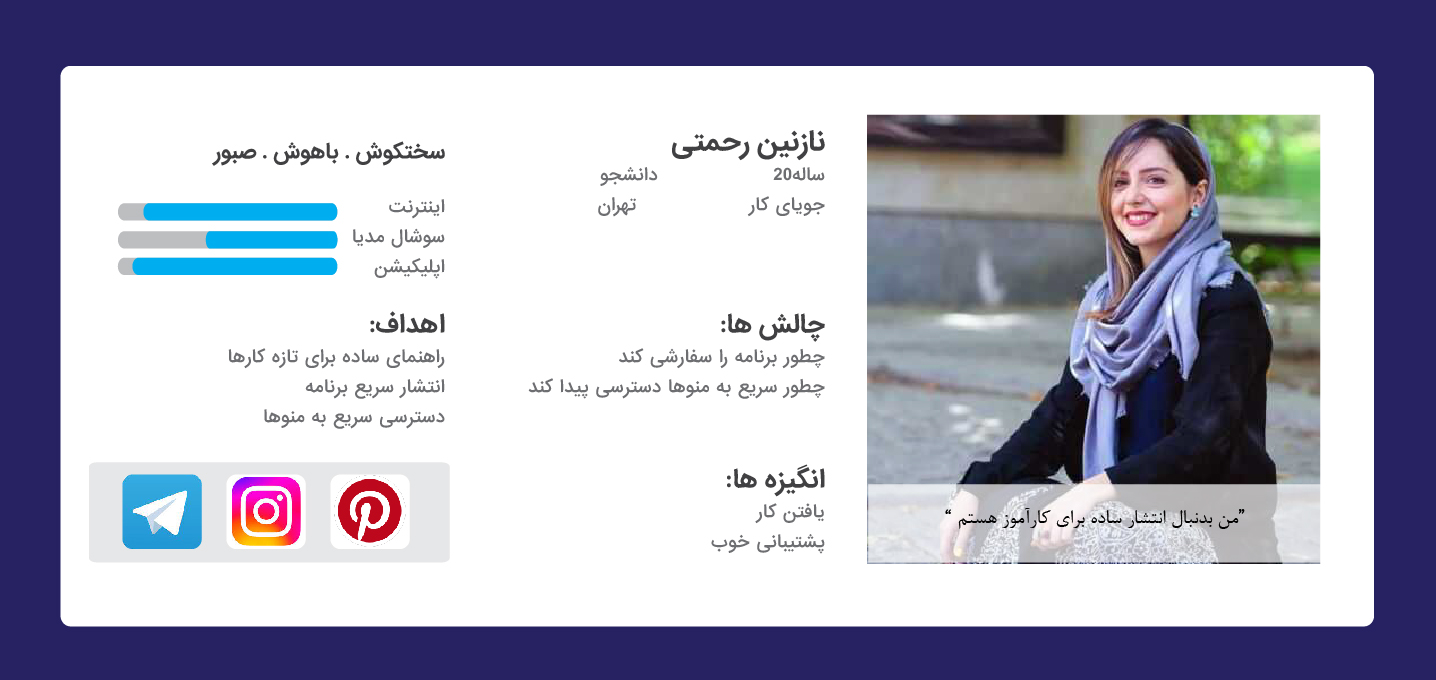 نازنین رحمتی
20ساله دانشجو
جویای کار تهران
چالش ها:
چطور برنامه را سفارشی کند
چطور سریع به منوها دسترسی پیدا کند
انگیزه ها:
یافتن کار
پشتیبانی خوب
سختکوش . باهوش . صبور
اینترنت
سوشال مدیا
اپلیکیشن
اهداف:
راهنمای ساده برای تازه کارها
انتشار سریع برنامه
دسترسی سریع به منوها
”من بدنبال انتشار ساده برای کارآموز هستم “